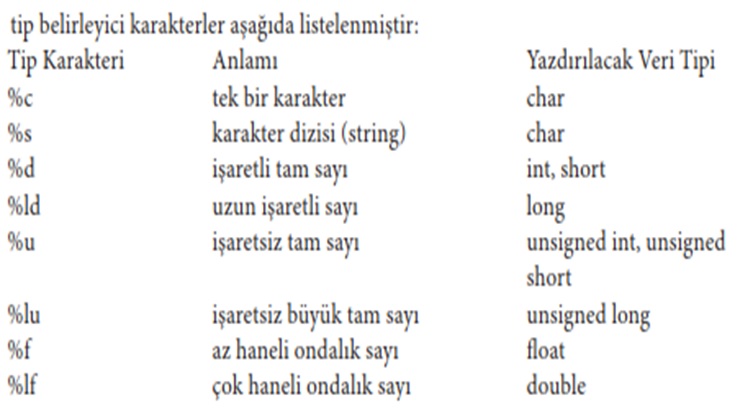 tip belirleyici karakterler aşağıda listelenmiştir:
Tip Karakteri Anlamı Yazdırılacak Veri Tipi
%c tek bir karakter char
%s karakter dizisi (string) char
%d işaretli tam sayı int, short
%ld uzun işaretli sayı long
%u işaretsiz tam sayı unsigned int, unsigned
short
%lu işaretsiz büyük tam sayı unsigned long
%f az haneli ondalık sayı float
%lf çok haneli ondalık sayı double